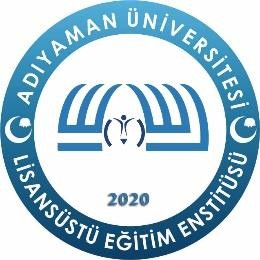 ADIYAMAN ÜNİVERSİTESİ
2020
LİSANSÜSTÜ EĞİTİM ENSTİTÜSÜ